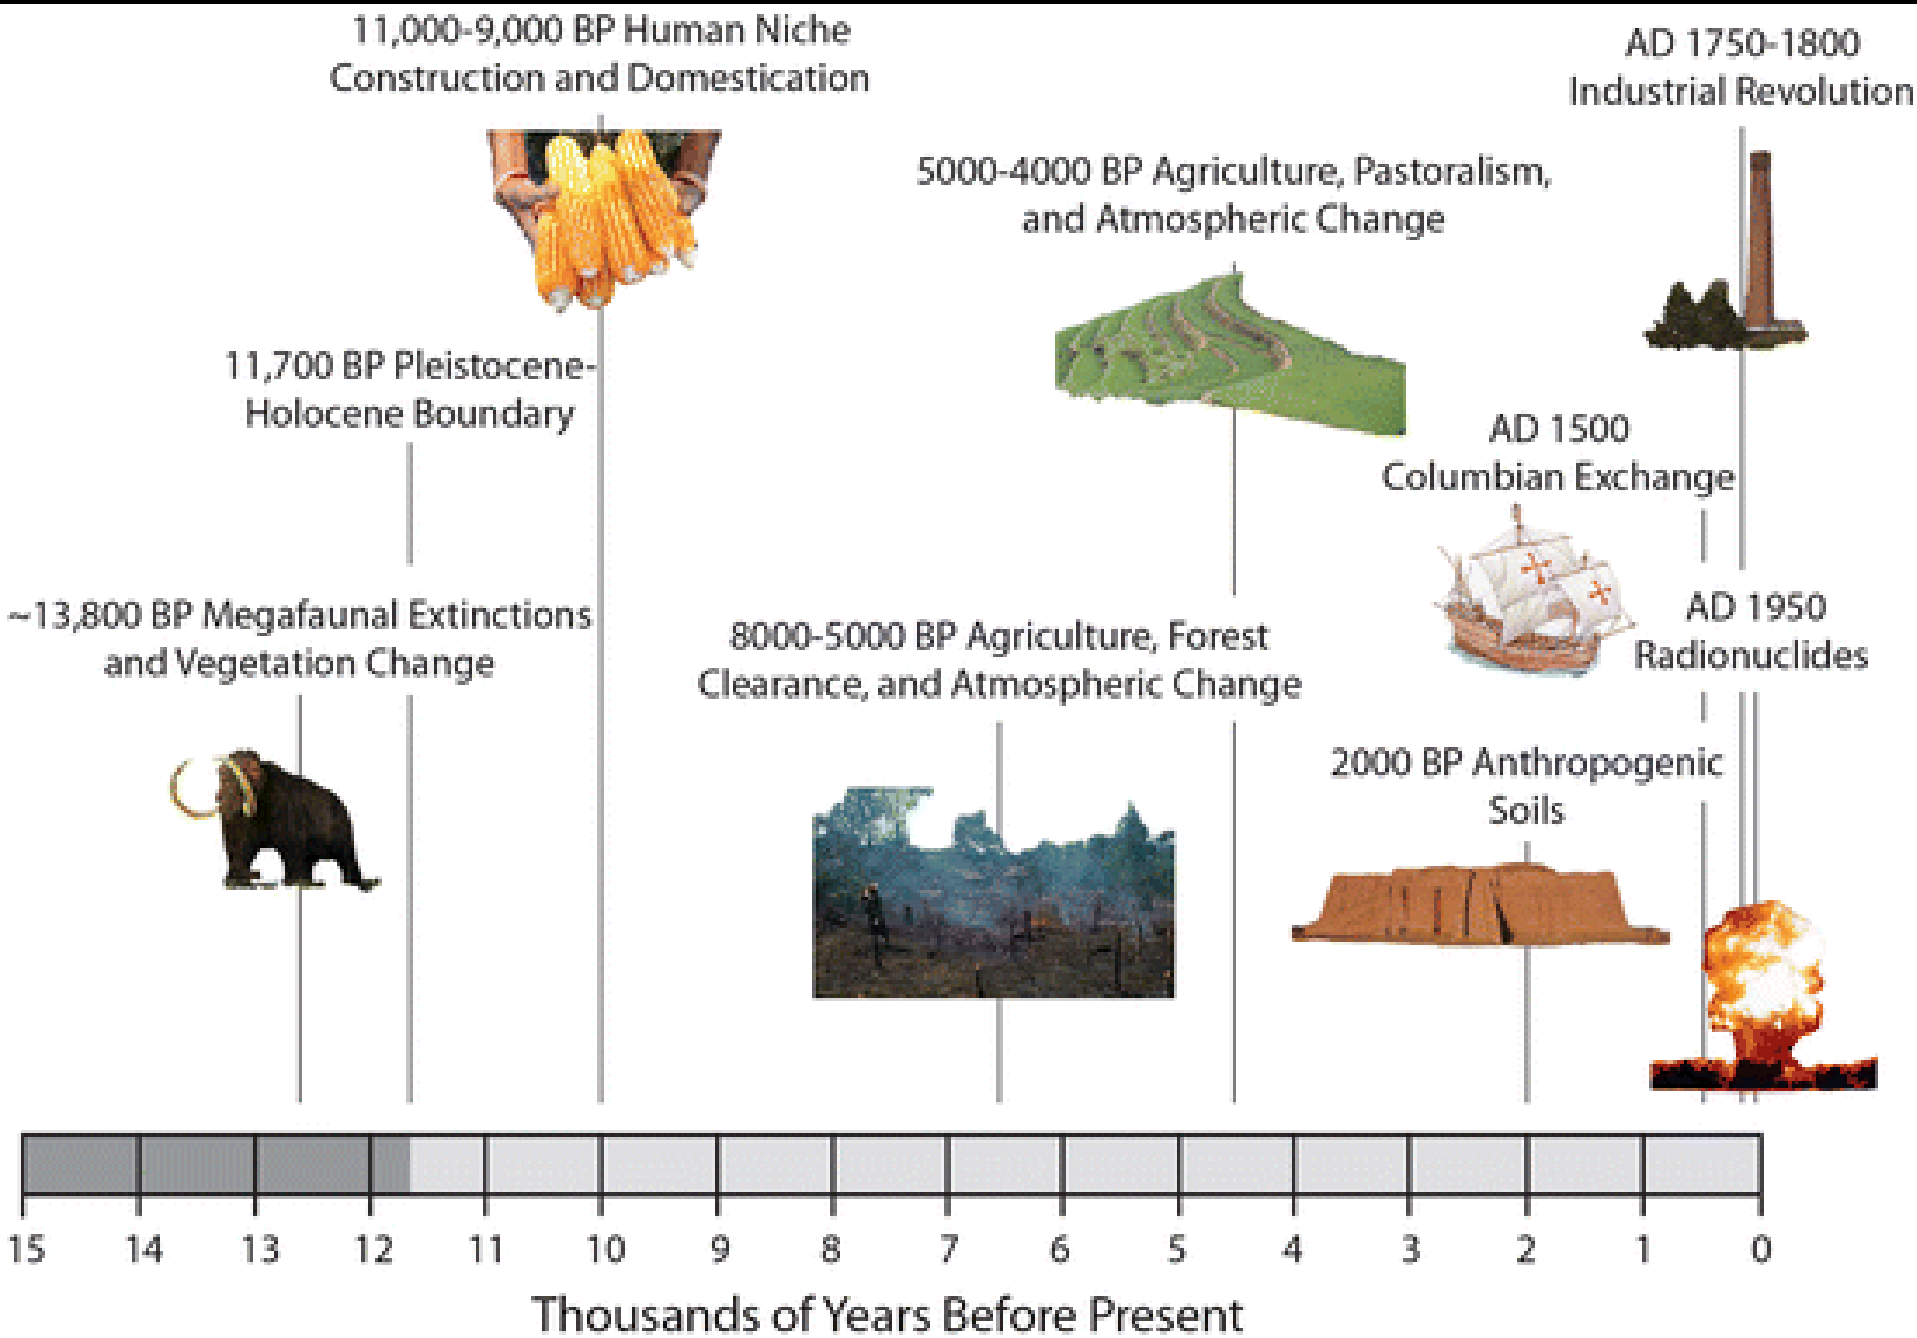 11,000-9,000 BP Human Niche
Construction and Domestication
AD 1750-1800
Industrial Revolution
5000-4000 BP Agriculture, Pastoralism,
and Atmospheric Change
11,700 BP Pleistocene-
Holocene Boundary
AD 1500
Columbian Exchange
~13,800 BP Megafaunal Extinctions
and Vegetation Change
8000-5000 BP Agriculture, Forest
Clearance, and Atmospheric Change
AD 1950
Radionuclides
2000 BP Anthropogenic
Soils
15 14 13 12 11 10 9 8 7 6 5 4 3 2 1 0
Thousands of Years Before Present